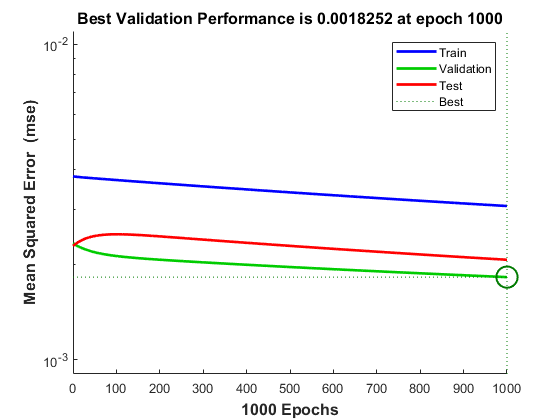 Best Validation Performance is 0.0018252 at epoch 1000
10-2
Train
Validation
Test
Best
Mean Squared Error (mse)
10-3
0 100 200 300 400 500 600 700 800 900 1000
1000 Epochs